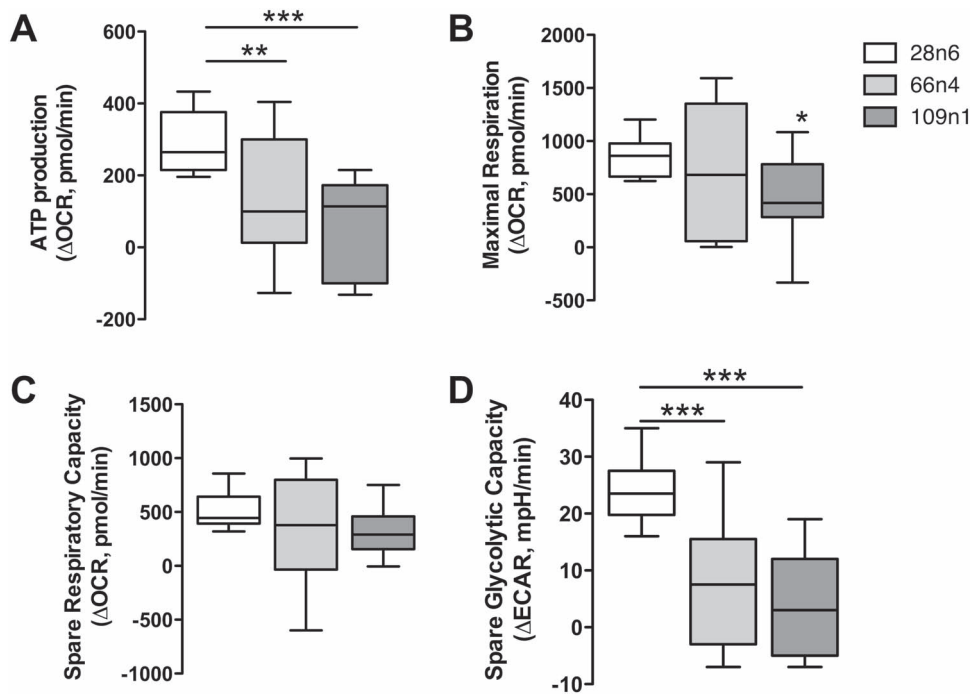 A
ATP production
(ΔOCR, pmol/min)
600
400
200
0
-200
***
**
B
Maximal Respiration
(ΔOCR, pmol/min)
2000
1500
1000
500
0
-500
*
28n6
66n4
109n1
C
Spare Respiratory Capacity
(ΔOCR, pmol/min)
1500
1000
500
0
-500
-1000
D
Spare Glycolytic Capacity
(ΔECAR, mpH/min)
40
30
20
10
0
-10
***
***